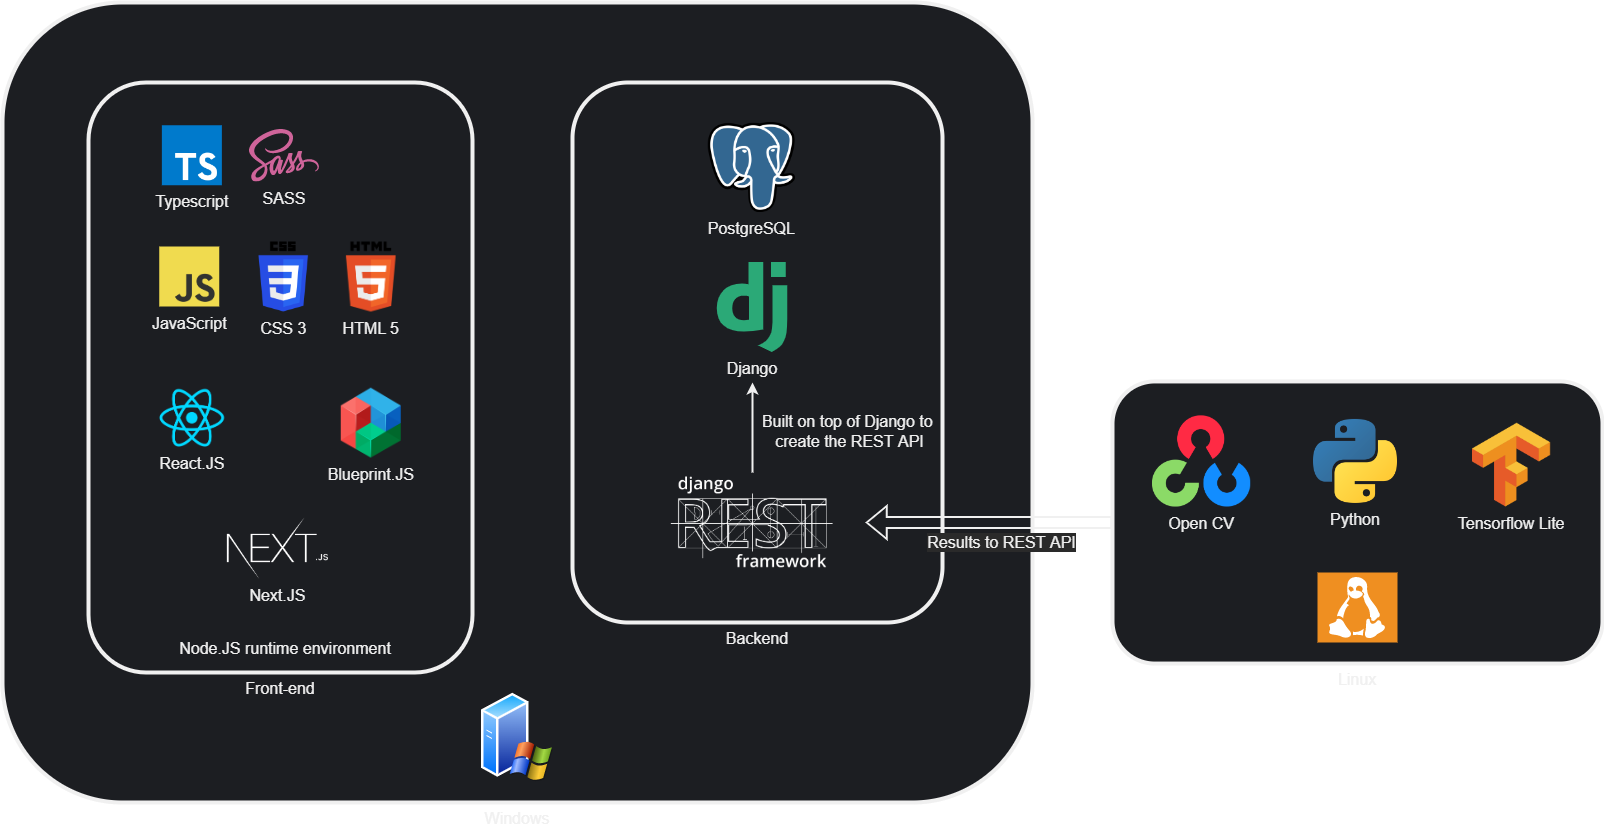 TS
Sass
Typescript
SASS
JS
CSS
HTML
JavaScript
CSS 3
HTML 5
React.JS
Blueprint.JS
NEXT.JS
Next.JS
Node.JS runtime environment
Front-end
PostgreSQL
dj
Django
Built on top of Django to
create the REST API
django
REST
framework
Backend
Results to REST API
Open CV
Python
Tensorflow Lite
Linux
Windows